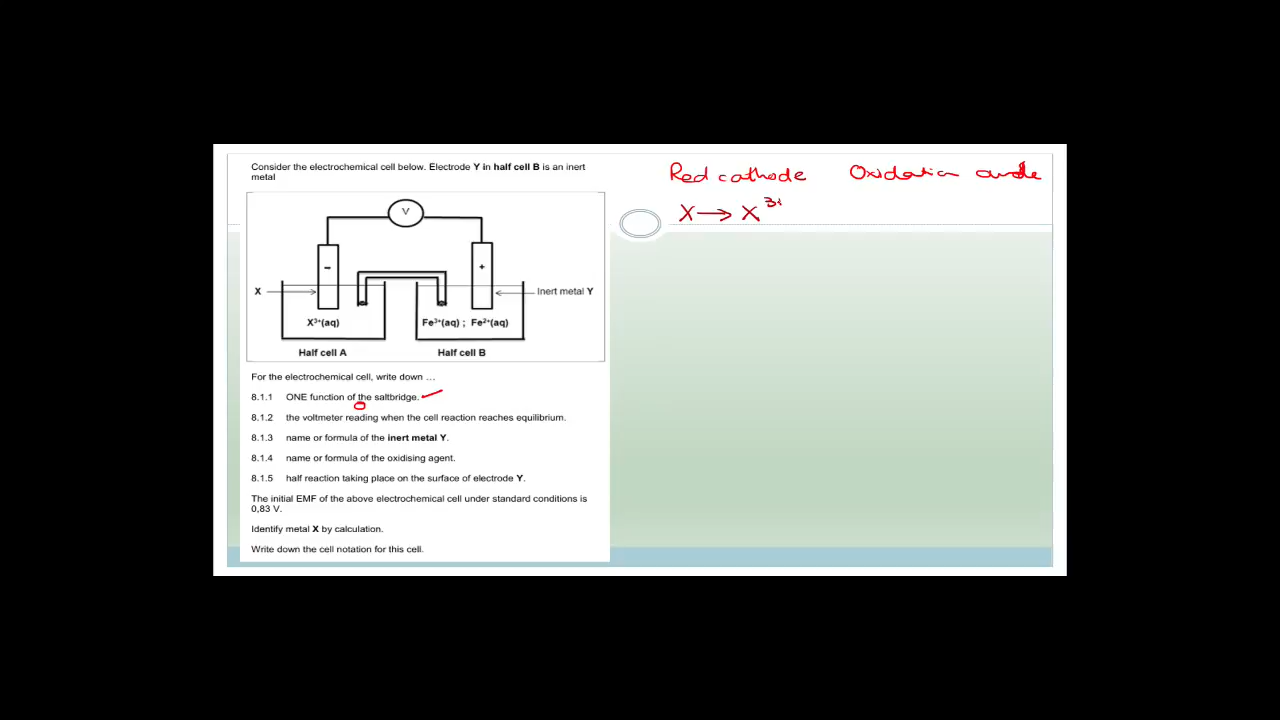 Consider the electrochemical cell below. Electrode Y in half cell B is an inert
metal
Red cathode
Oxidation anode
X → X³⁺
V
–
+
X
Inert metal Y
X³⁺(aq)
Fe³⁺(aq) ; Fe²⁺(aq)
Half cell A
Half cell B
For the electrochemical cell, write down …
8.1.1 ONE function of the saltbridge.
8.1.2 the voltmeter reading when the cell reaction reaches equilibrium.
8.1.3 name or formula of the inert metal Y.
8.1.4 name or formula of the oxidising agent.
8.1.5 half reaction taking place on the surface of electrode Y.
The initial EMF of the above electrochemical cell under standard conditions is
0,83 V.
Identify metal X by calculation.
Write down the cell notation for this cell.